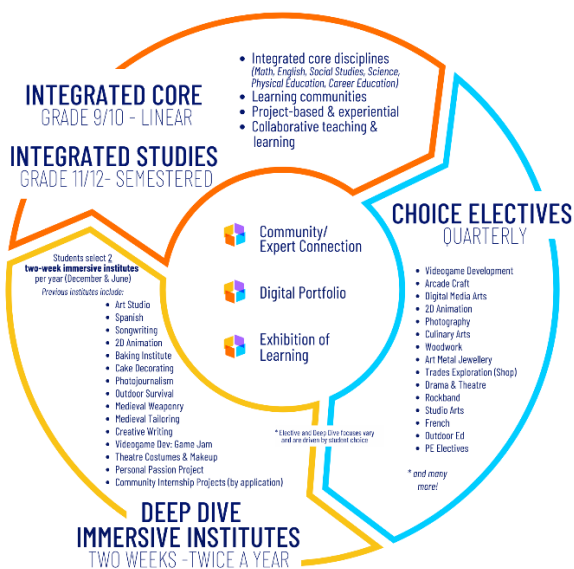 INTEGRATED CORE
GRADE 9/10 - LINEAR
INTEGRATED STUDIES
GRADE 11/12- SEMESTERED
• Integrated core disciplines
(Math, English, Social Studies, Science,
Physical Education, Career Education)
• Learning communities
• Project-based & experiential
• Collaborative teaching &
learning
CHOICE ELECTIVES
QUARTERLY
• Videogame Development
• Arcade Craft
• Digital Media Arts
• 2D Animation
• Photography
• Culinary Arts
• Woodwork
• Art Metal Jewellery
• Trades Exploration (Shop)
• Drama & Theatre
• Rockband
• Studio Arts
• French
• Outdoor Ed
• PE Electives
* and many
more!
Community/
Expert Connection
Digital Portfolio
Exhibition of
Learning
Students select 2
two-week immersive institutes
per year (December & June)
Previous institutes include:
• Art Studio
• Spanish
• Songwriting
• 2D Animation
• Baking Institute
• Cake Decorating
• Photojournalism
• Outdoor Survival
• Medieval Weaponry
• Medieval Tailoring
• Creative Writing
• Videogame Dev: Game Jam
• Theatre Costumes & Makeup
• Personal Passion Project
• Community Internship Projects (by application)
* Elective and Deep Dive focuses vary
and are driven by student choice
DEEP DIVE
IMMERSIVE INSTITUTES
TWO WEEKS -TWICE A YEAR